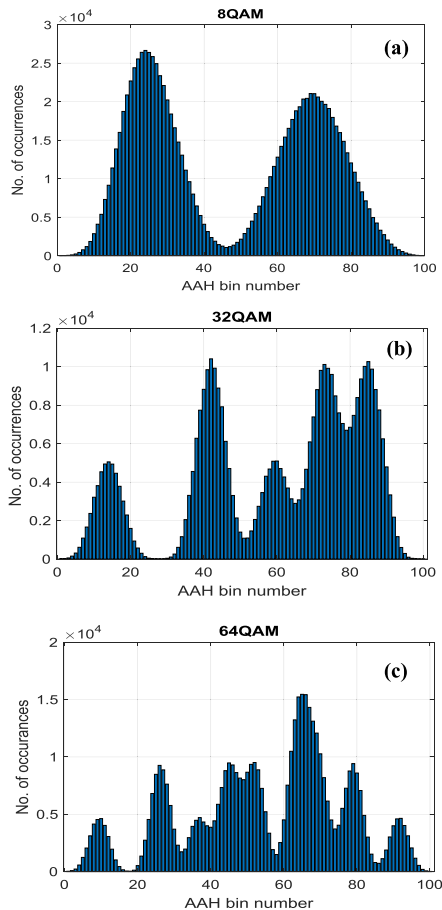 8QAM
×10⁴
(a)
No. of occurrences
3
2.5
2
1.5
1
0.5
0
0 20 40 60 80 100
AAH bin number
32QAM
×10⁴
(b)
No. of occurrences
1.2
1
0.8
0.6
0.4
0.2
0
0 20 40 60 80 100
AAH bin number
64QAM
×10⁴
(c)
No. of occurances
2
1.5
1
0.5
0
0 20 40 60 80 100
AAH bin number